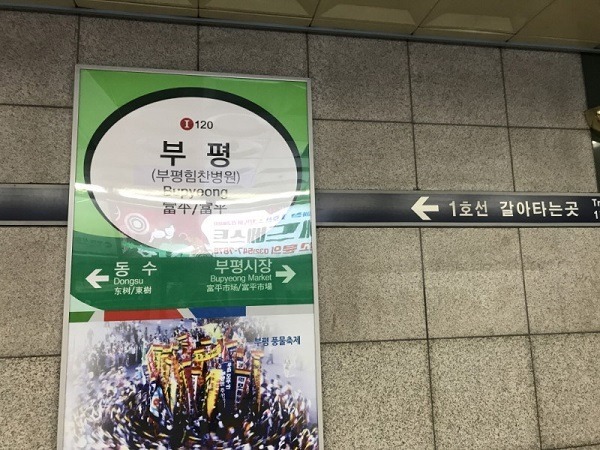 I 120
부 평
(부평힘찬병원)
Bupyeong
富平/富平
← 동 수
Dongsu
东树/東樹
부평시장 →
Bupyeong Market
富平市场/富平市場
부평 풍물축제
← 1호선 갈아타는곳